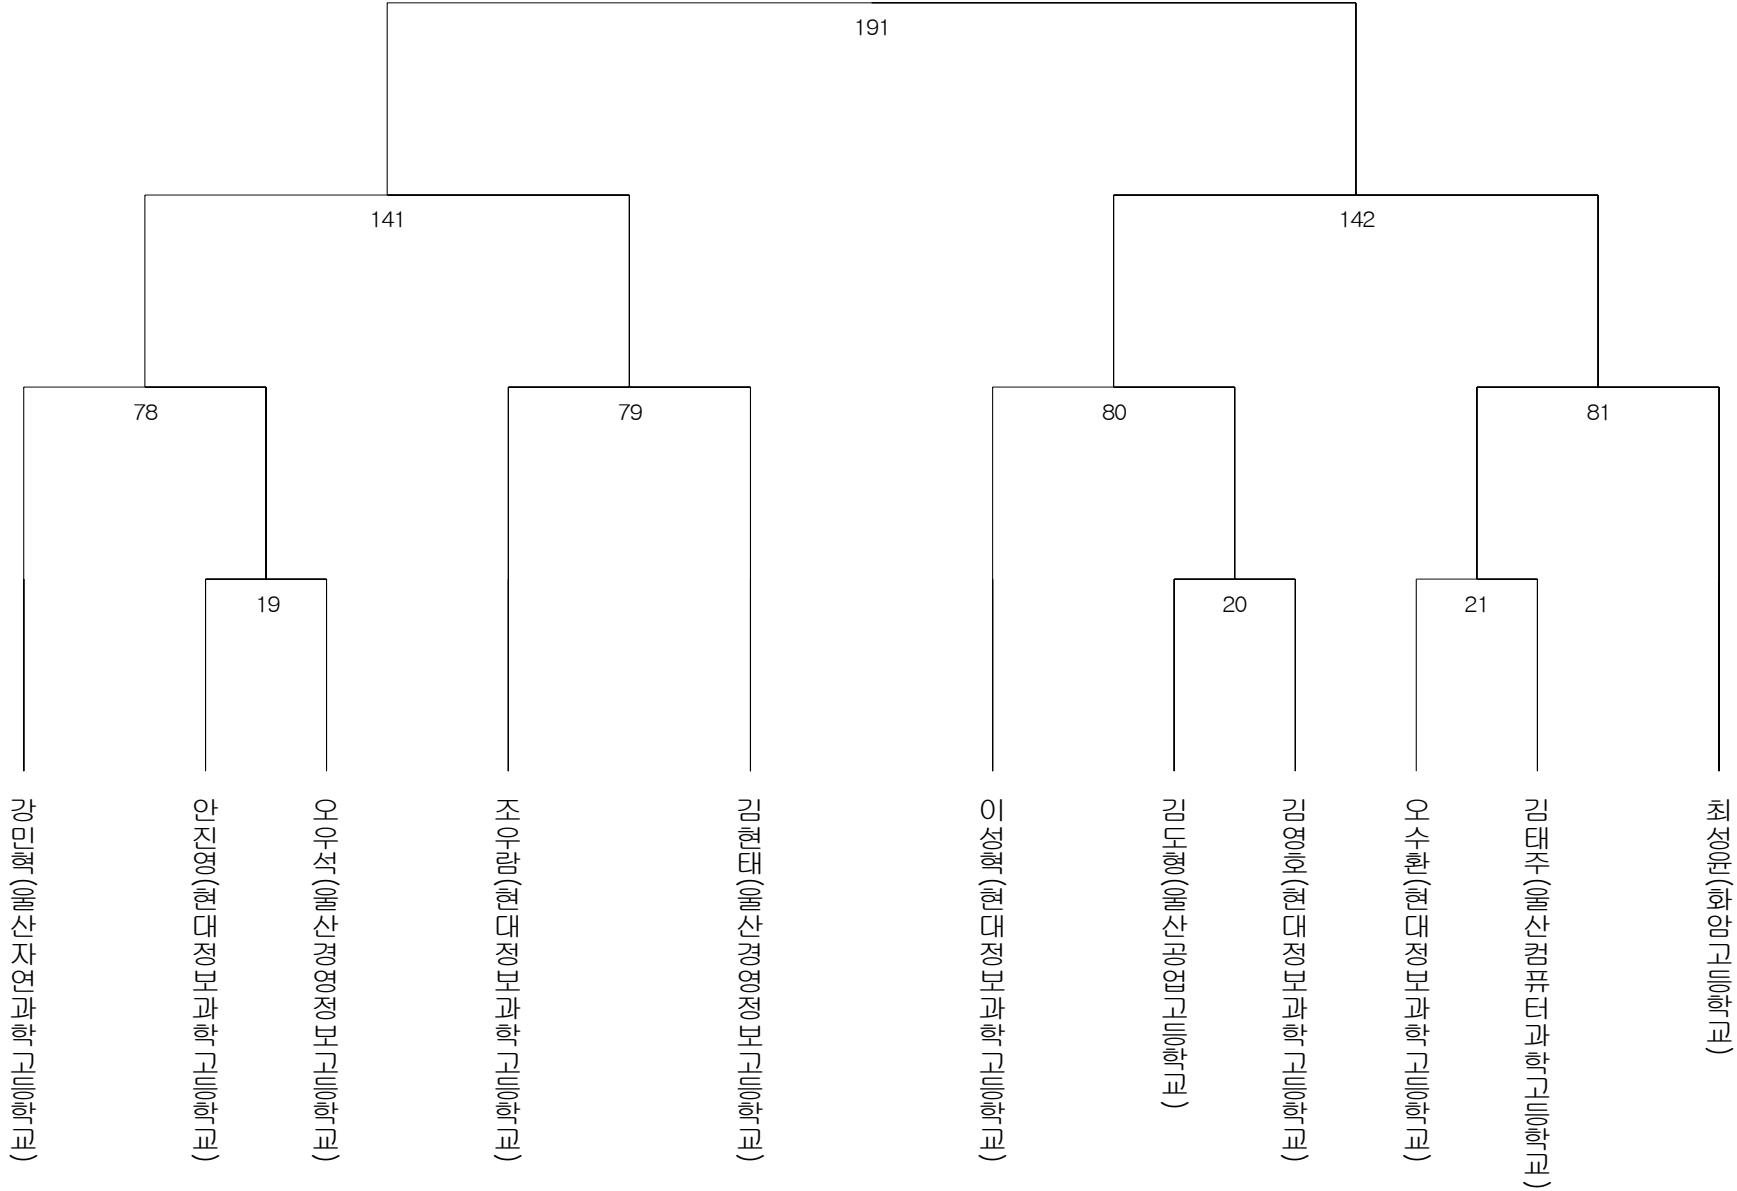 191
141
142
78
79
80
81
19
20
21
강민혁(울산자연과학고등학교)
안진영(현대정보과학고등학교)
오우석(울산경영정보고등학교)
조우람(현대정보과학고등학교)
김현태(울산경영정보고등학교)
이성혁(현대정보과학고등학교)
김도형(울산공업고등학교)
김영호(현대정보과학고등학교)
오수환(현대정보과학고등학교)
김태주(울산컴퓨터과학고등학교)
최성윤(화암고등학교)